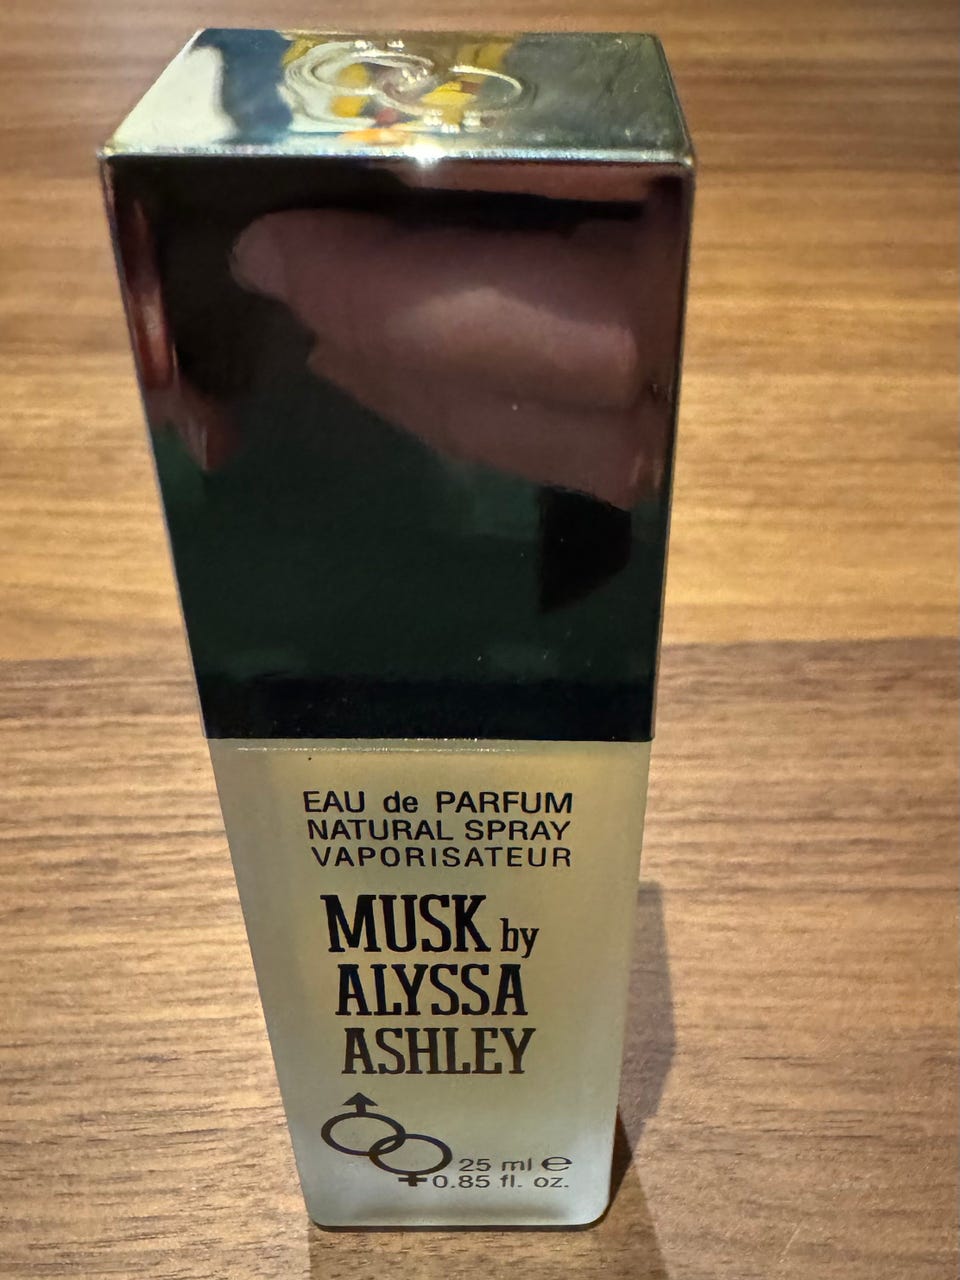 EAU de PARFUM
NATURAL SPRAY
VAPORISATEUR
MUSK by
ALYSSA
ASHLEY
25 ml ℮
0.85 fl. oz.